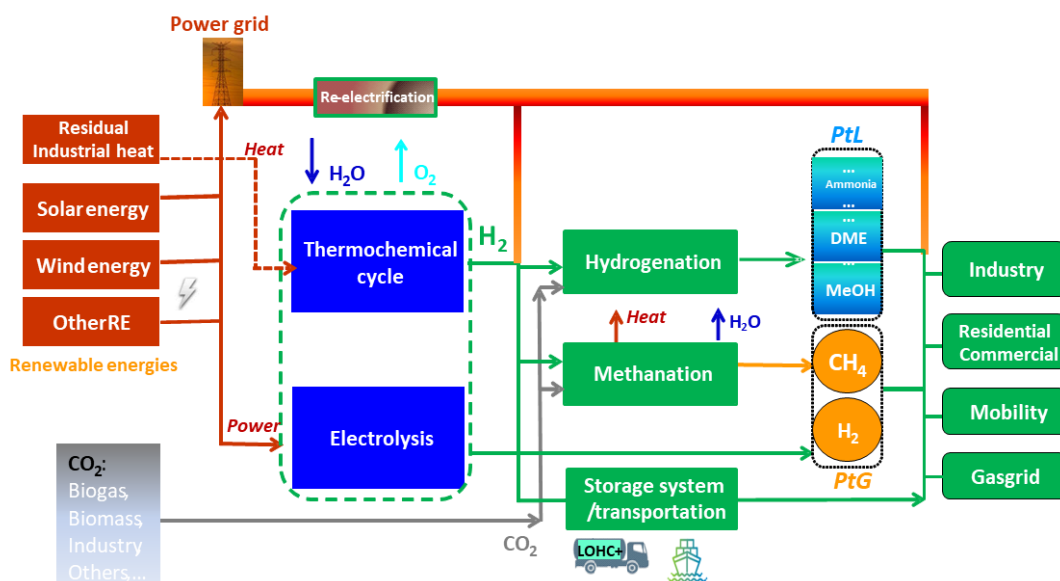 Power grid
Re-electrification
Residual
Industrial heat
Heat
H₂O
O₂
PtL
...
Ammonia
...
Solar energy
Thermochemical
cycle
H₂
Hydrogenation
...
DME
Industry
Wind energy
...
MeOH
Other RE
Heat
H₂O
Residential
Commercial
Renewable energies
Methanation
CH₄
Power
Electrolysis
H₂
Mobility
CO₂:
Biogas,
Biomass,
Industry
Others,...
CO₂
Storage system
/transportation
PtG
Gasgrid
LOHC+